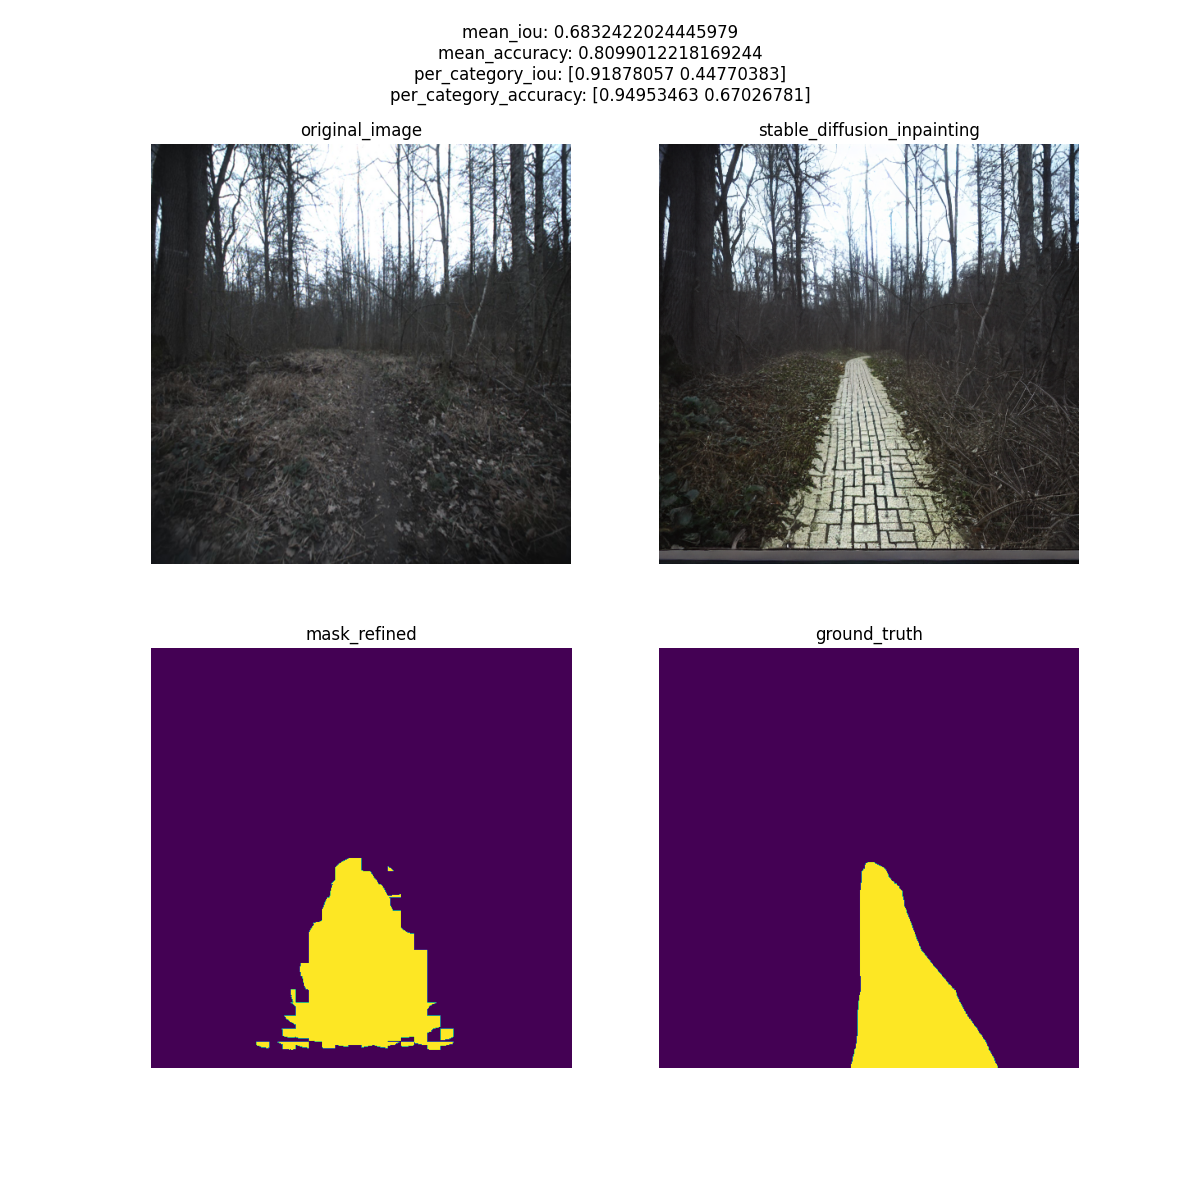 mean_iou: 0.6832422024445979
mean_accuracy: 0.8099012218169244
per_category_iou: [0.91878057 0.44770383]
per_category_accuracy: [0.94953463 0.67026781]
original_image
stable_diffusion_inpainting
mask_refined
ground_truth